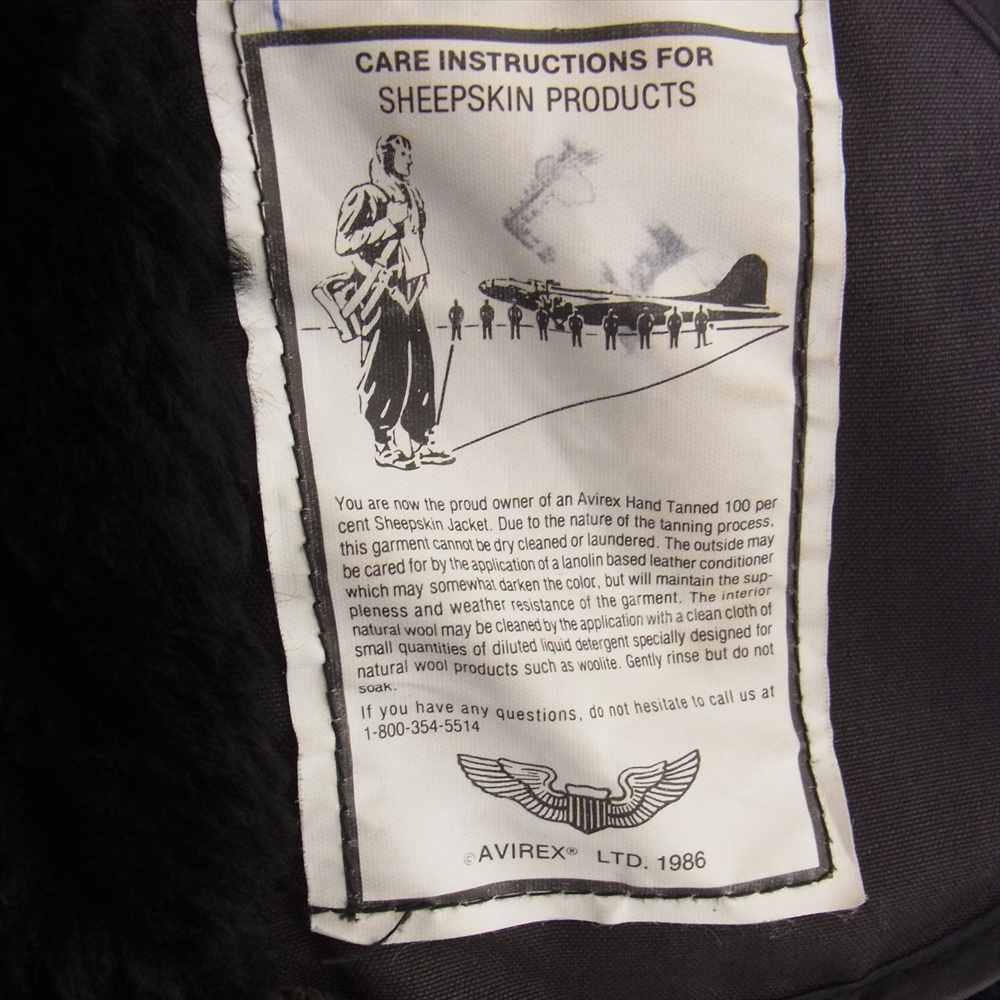 CARE INSTRUCTIONS FOR
SHEEPSKIN PRODUCTS
You are now the proud owner of an Avirex Hand Tanned 100 per
cent Sheepskin Jacket. Due to the nature of the tanning process,
this garment cannot be dry cleaned or laundered. The outside may
be cared for by the application of a lanolin based leather conditioner
which may somewhat darken the color, but will maintain the sup-
pleness and weather resistance of the garment. The interior
natural wool may be cleaned by the application with a clean cloth of
small quantities of diluted liquid detergent specially designed for
natural wool products such as woolite. Gently rinse but do not
soak.
If you have any questions, do not hesitate to call us at
1-800-354-5514
©AVIREX® LTD. 1986